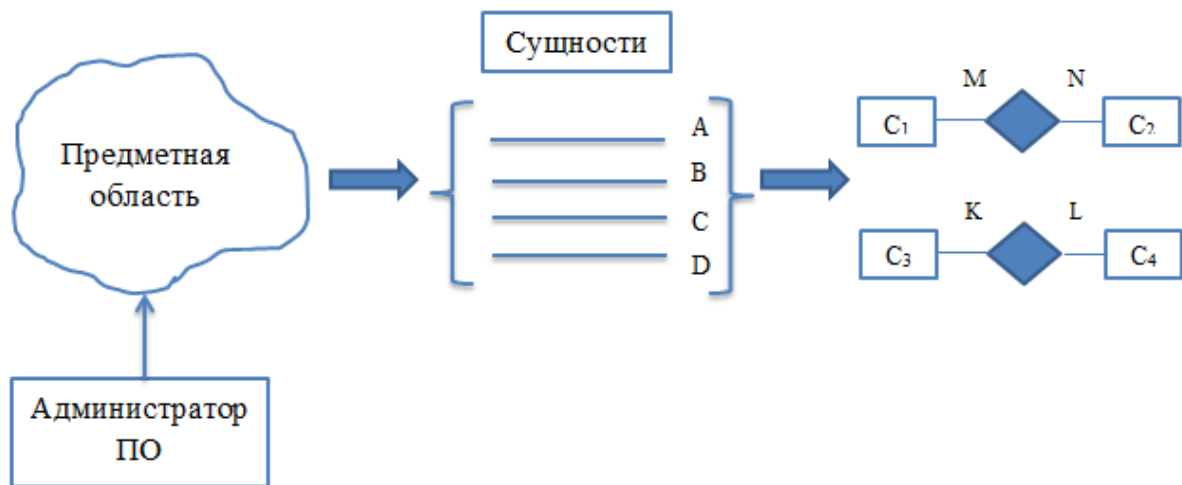 Сущности
Предметная
область
A
B
C
D
M N
C₁ C₂
K L
C₃ C₄
Администратор
ПО